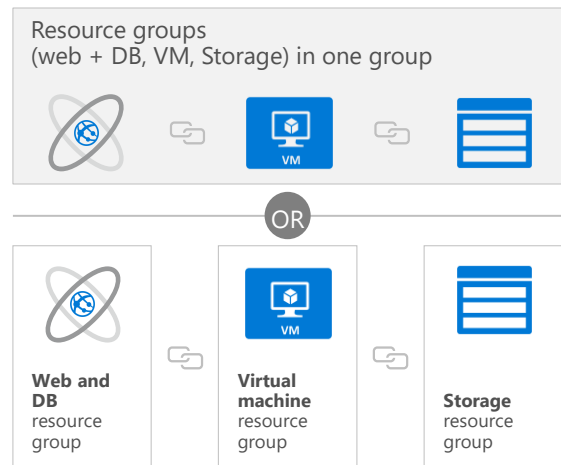 Resource groups
(web + DB, VM, Storage) in one group
VM
OR
VM
Web and
DB
resource
group
Virtual
machine
resource
group
Storage
resource
group